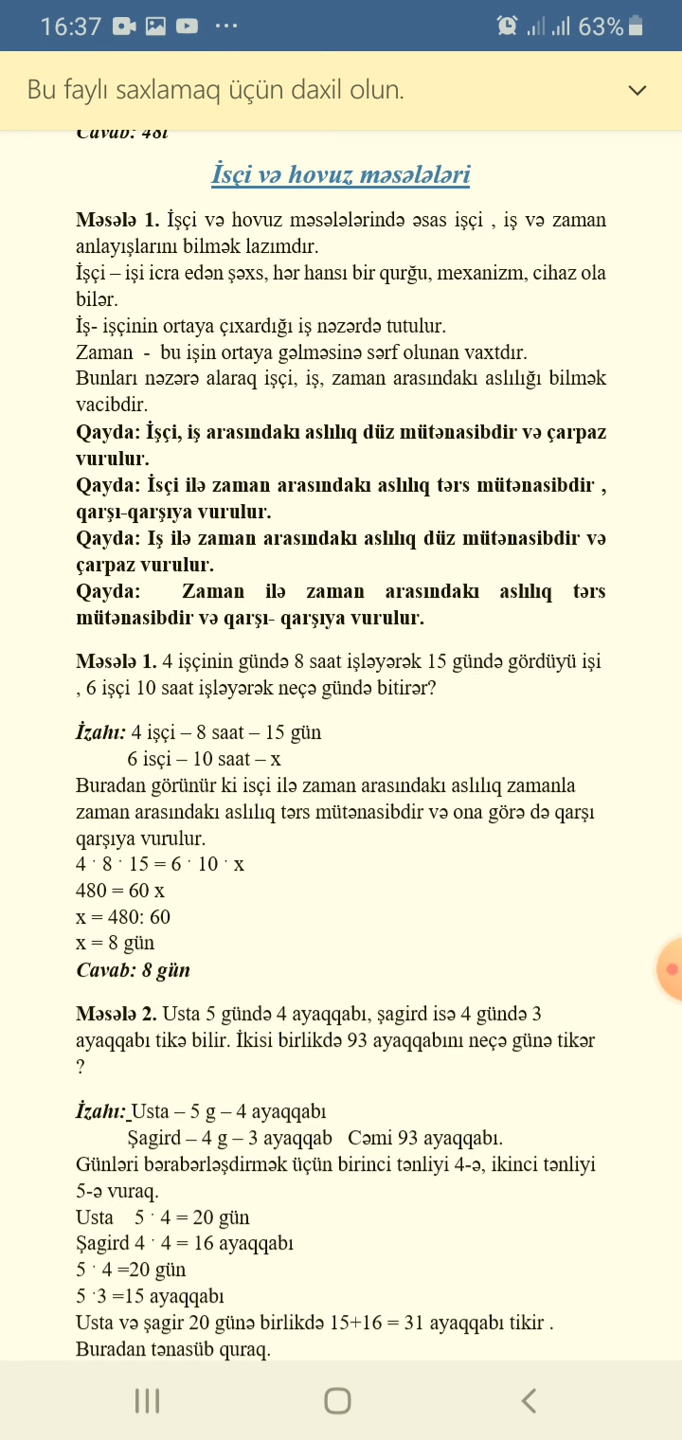 16:37 63%
Bu faylı saxlamaq üçün daxil olun.
Cavab: 48l
İsçi və hovuz məsələləri
Məsələ 1. İşçi və hovuz məsələlərində əsas işçi , iş və zaman
anlayışlarını bilmək lazımdır.
İşçi – işi icra edən şəxs, hər hansı bir qurğu, mexanizm, cihaz ola
bilər.
İş- işçinin ortaya çıxardığı iş nəzərdə tutulur.
Zaman - bu işin ortaya gəlməsinə sərf olunan vaxtdır.
Bunları nəzərə alaraq işçi, iş, zaman arasındakı aslılığı bilmək
vacibdir.
Qayda: İşçi, iş arasındakı aslılıq düz mütənasibdir və çarpaz
vurulur.
Qayda: İsçi ilə zaman arasındakı aslılıq tərs mütənasibdir ,
qarşı-qarşıya vurulur.
Qayda: Iş ilə zaman arasındakı aslılıq düz mütənasibdir və
çarpaz vurulur.
Qayda: Zaman ilə zaman arasındakı aslılıq tərs
mütənasibdir və qarşı- qarşıya vurulur.
Məsələ 1. 4 işçinin gündə 8 saat işləyərək 15 gündə gördüyü işi
, 6 işçi 10 saat işləyərək neçə gündə bitirər?
İzahı: 4 işçi – 8 saat – 15 gün
6 isçi – 10 saat – x
Buradan görünür ki isçi ilə zaman arasındakı aslılıq zamanla
zaman arasındakı aslılıq tərs mütənasibdir və ona görə də qarşı
qarşıya vurulur.
4 · 8 · 15 = 6 · 10 · x
480 = 60 x
x = 480: 60
x = 8 gün
Cavab: 8 gün
Məsələ 2. Usta 5 gündə 4 ayaqqabı, şagird isə 4 gündə 3
ayaqqabı tikə bilir. İkisi birlikdə 93 ayaqqabını neçə günə tikər
?
İzahı: Usta – 5 g – 4 ayaqqabı
Şagird – 4 g – 3 ayaqqab Cəmi 93 ayaqqabı.
Günləri bərabərləşdirmək üçün birinci tənliyi 4-ə, ikinci tənliyi
5-ə vuraq.
Usta 5 · 4 = 20 gün
Şagird 4 · 4 = 16 ayaqqabı
5 · 4 =20 gün
5 ·3 =15 ayaqqabı
Usta və şagir 20 günə birlikdə 15+16 = 31 ayaqqabı tikir .
Buradan tənasüb quraq.